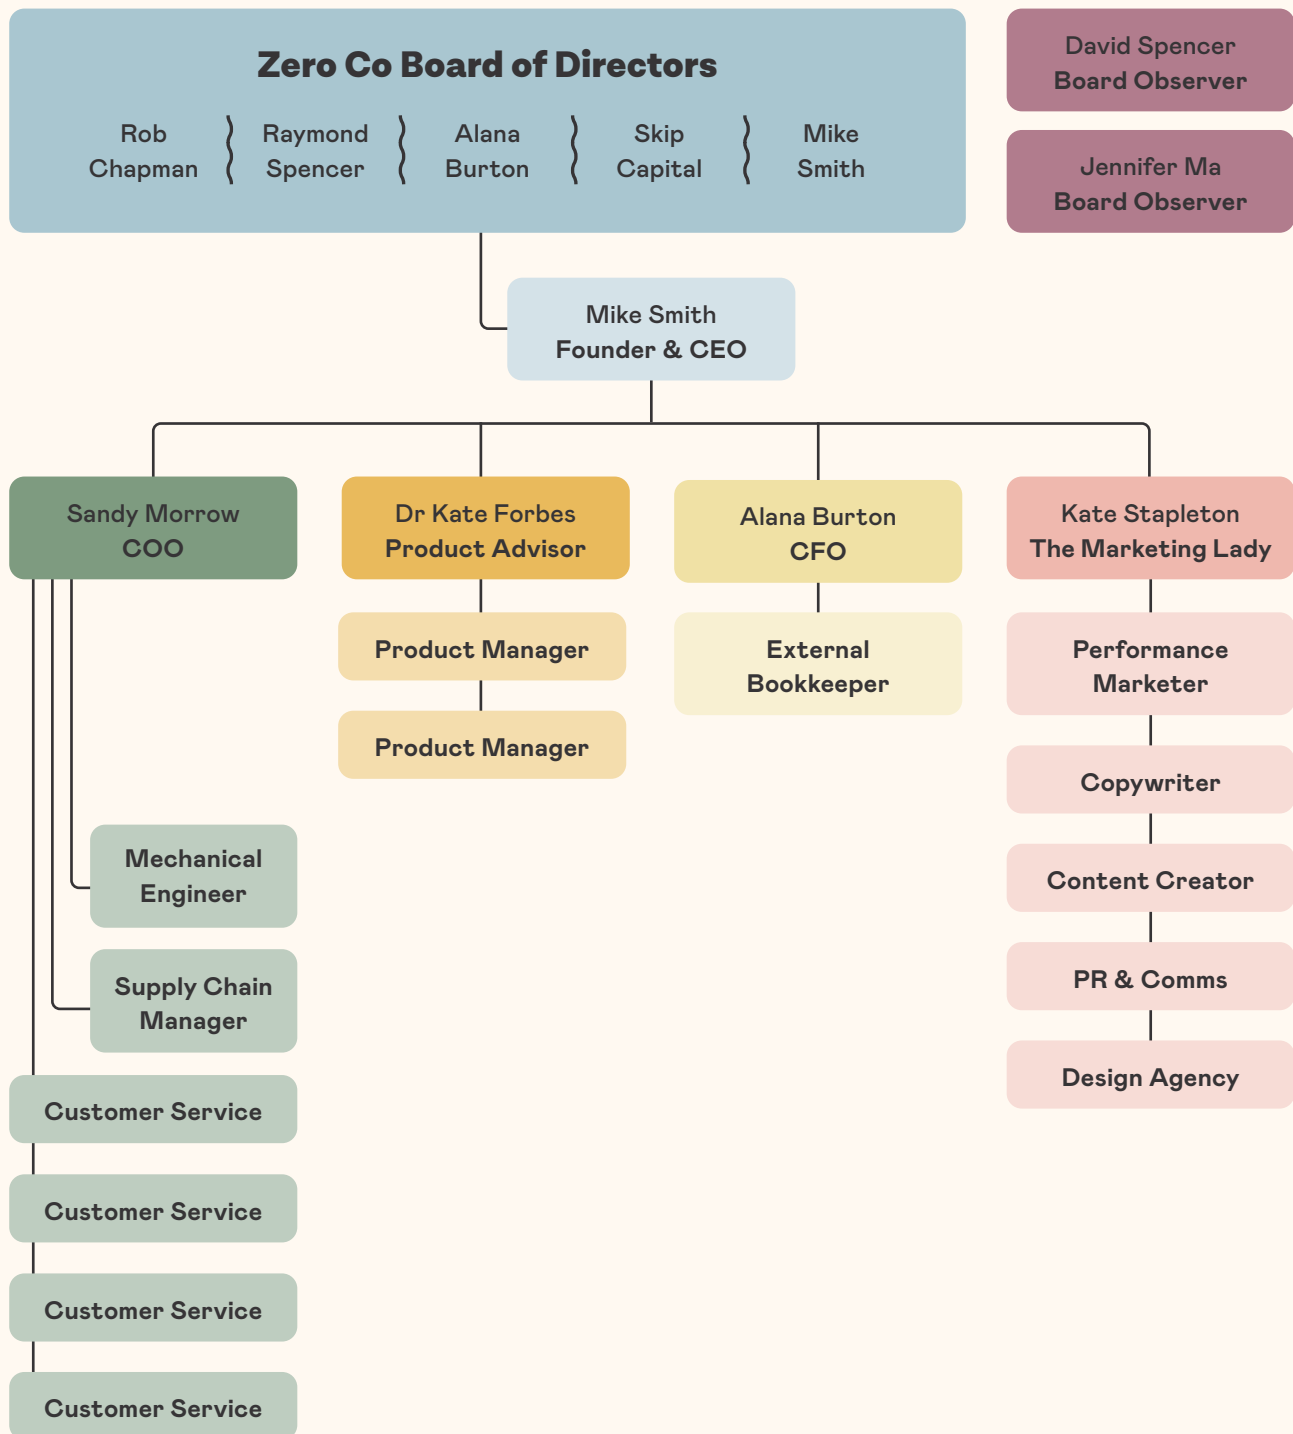 Zero Co Board of Directors
Rob
Chapman
Raymond
Spencer
Alana
Burton
Skip
Capital
Mike
Smith
David Spencer
Board Observer
Jennifer Ma
Board Observer
Mike Smith
Founder & CEO
Sandy Morrow
COO
Dr Kate Forbes
Product Advisor
Alana Burton
CFO
Kate Stapleton
The Marketing Lady
Mechanical
Engineer
Supply Chain
Manager
Customer Service
Customer Service
Customer Service
Customer Service
Product Manager
Product Manager
External
Bookkeeper
Performance
Marketer
Copywriter
Content Creator
PR & Comms
Design Agency